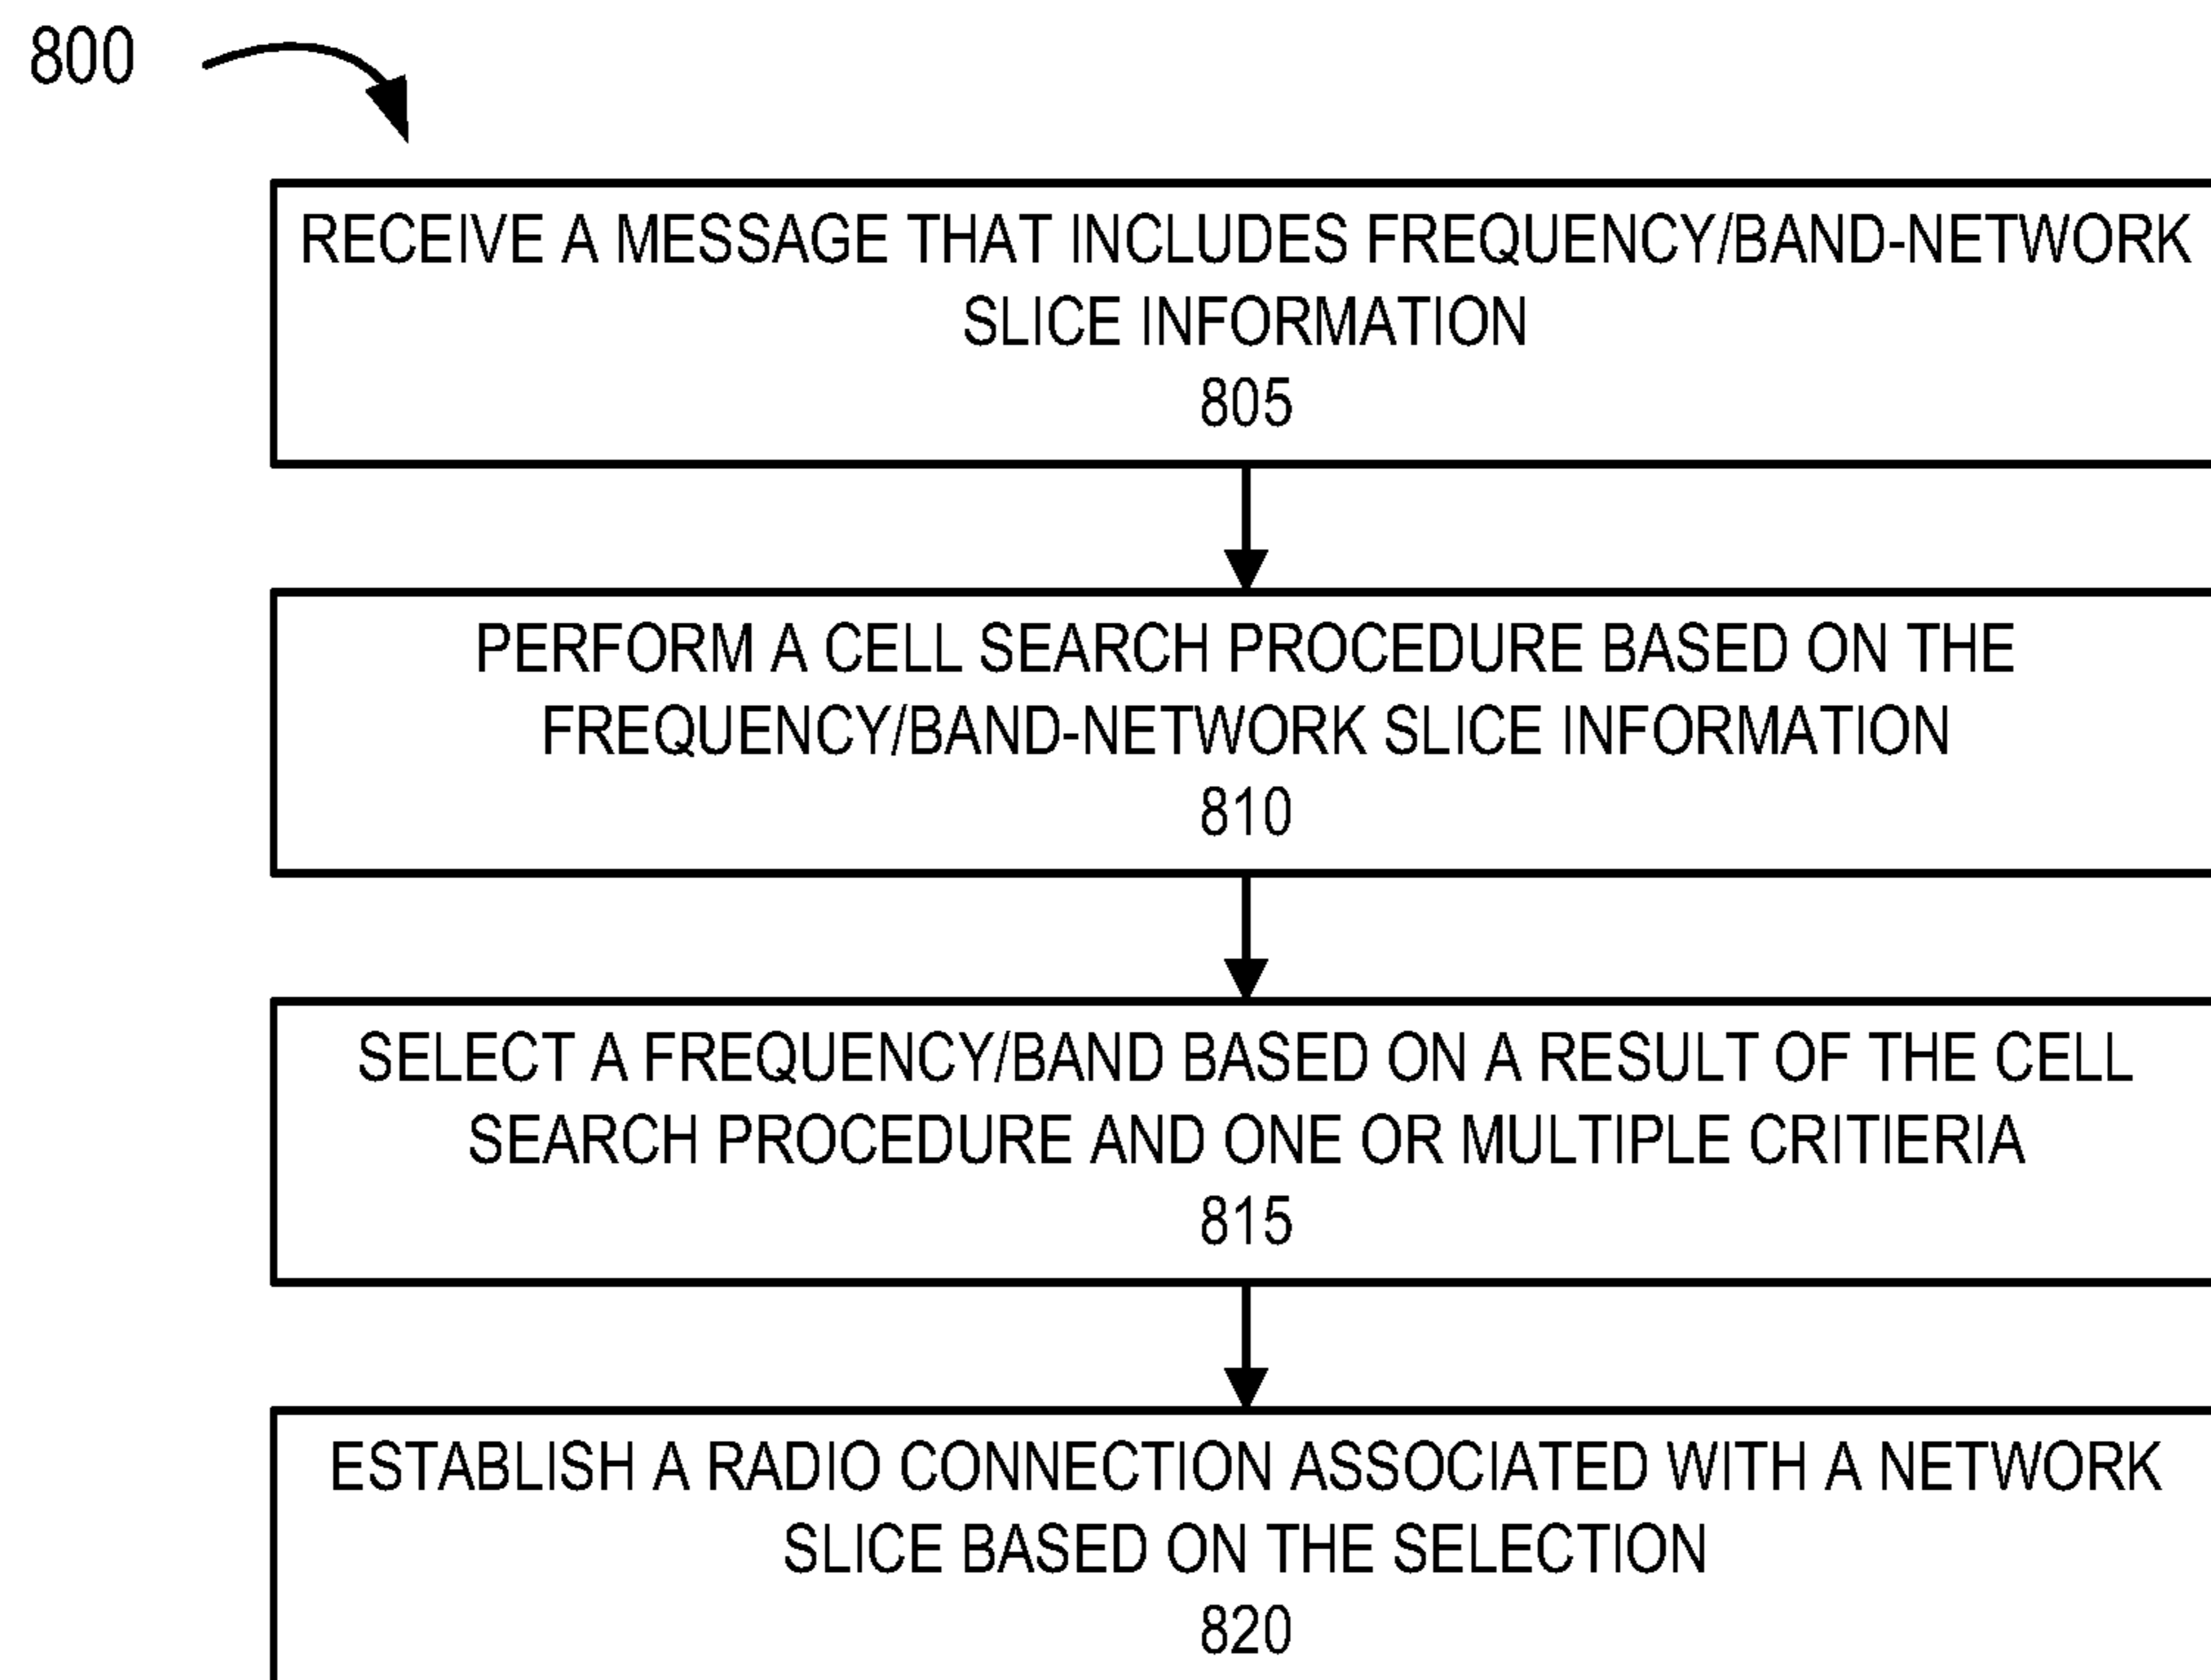 800
RECEIVE A MESSAGE THAT INCLUDES FREQUENCY/BAND-NETWORK
SLICE INFORMATION
805
PERFORM A CELL SEARCH PROCEDURE BASED ON THE
FREQUENCY/BAND-NETWORK SLICE INFORMATION
810
SELECT A FREQUENCY/BAND BASED ON A RESULT OF THE CELL
SEARCH PROCEDURE AND ONE OR MULTIPLE CRITIERIA
815
ESTABLISH A RADIO CONNECTION ASSOCIATED WITH A NETWORK
SLICE BASED ON THE SELECTION
820